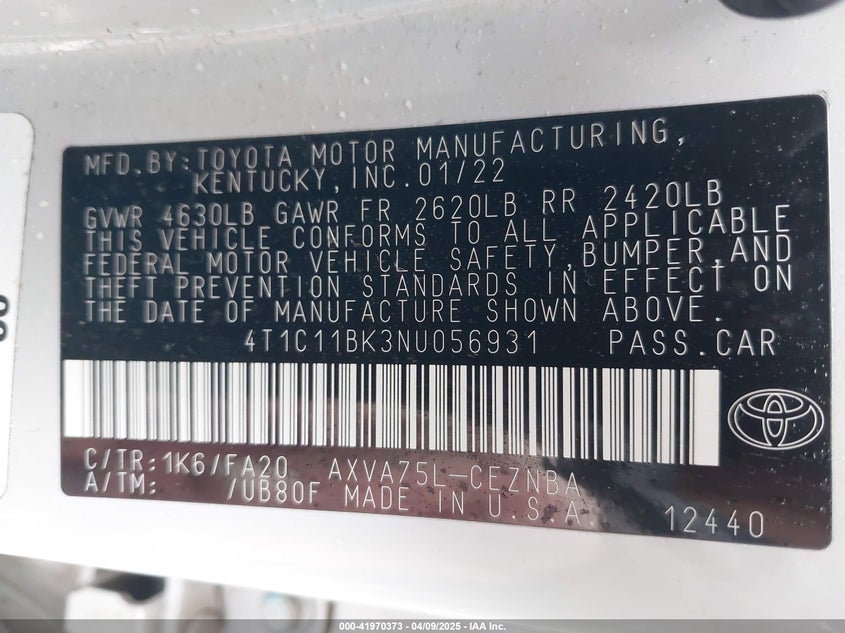 MFD.BY:TOYOTA MOTOR MANUFACTURING,
KENTUCKY,INC.01/22
GVWR 4630LB GAWR FR 2620LB RR 2420LB
THIS VEHICLE CONFORMS TO ALL APPLICABLE
FEDERAL MOTOR VEHICLE SAFETY,BUMPER,AND
THEFT PREVENTION STANDARDS IN EFFECT ON
THE DATE OF MANUFACTURE SHOWN ABOVE.
4T1C11BK3NU056931 PASS.CAR
C/TR:1K6/FA20 AXVA75L-CEZNBA
A/TM: /UB80F MADE IN U.S.A. 12440
000-41970373 - 04/09/2025 - IAA Inc.